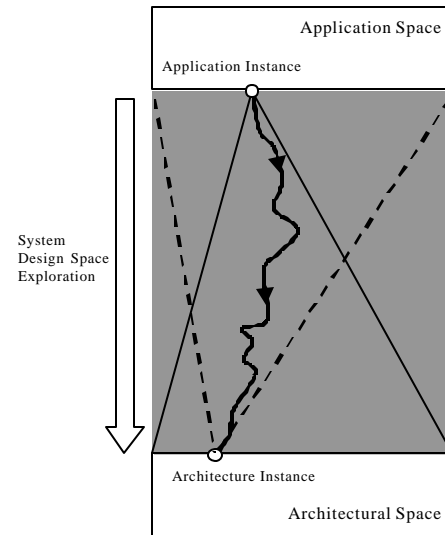 Application Space
Application Instance
System
Design Space
Exploration
Architecture Instance
Architectural Space